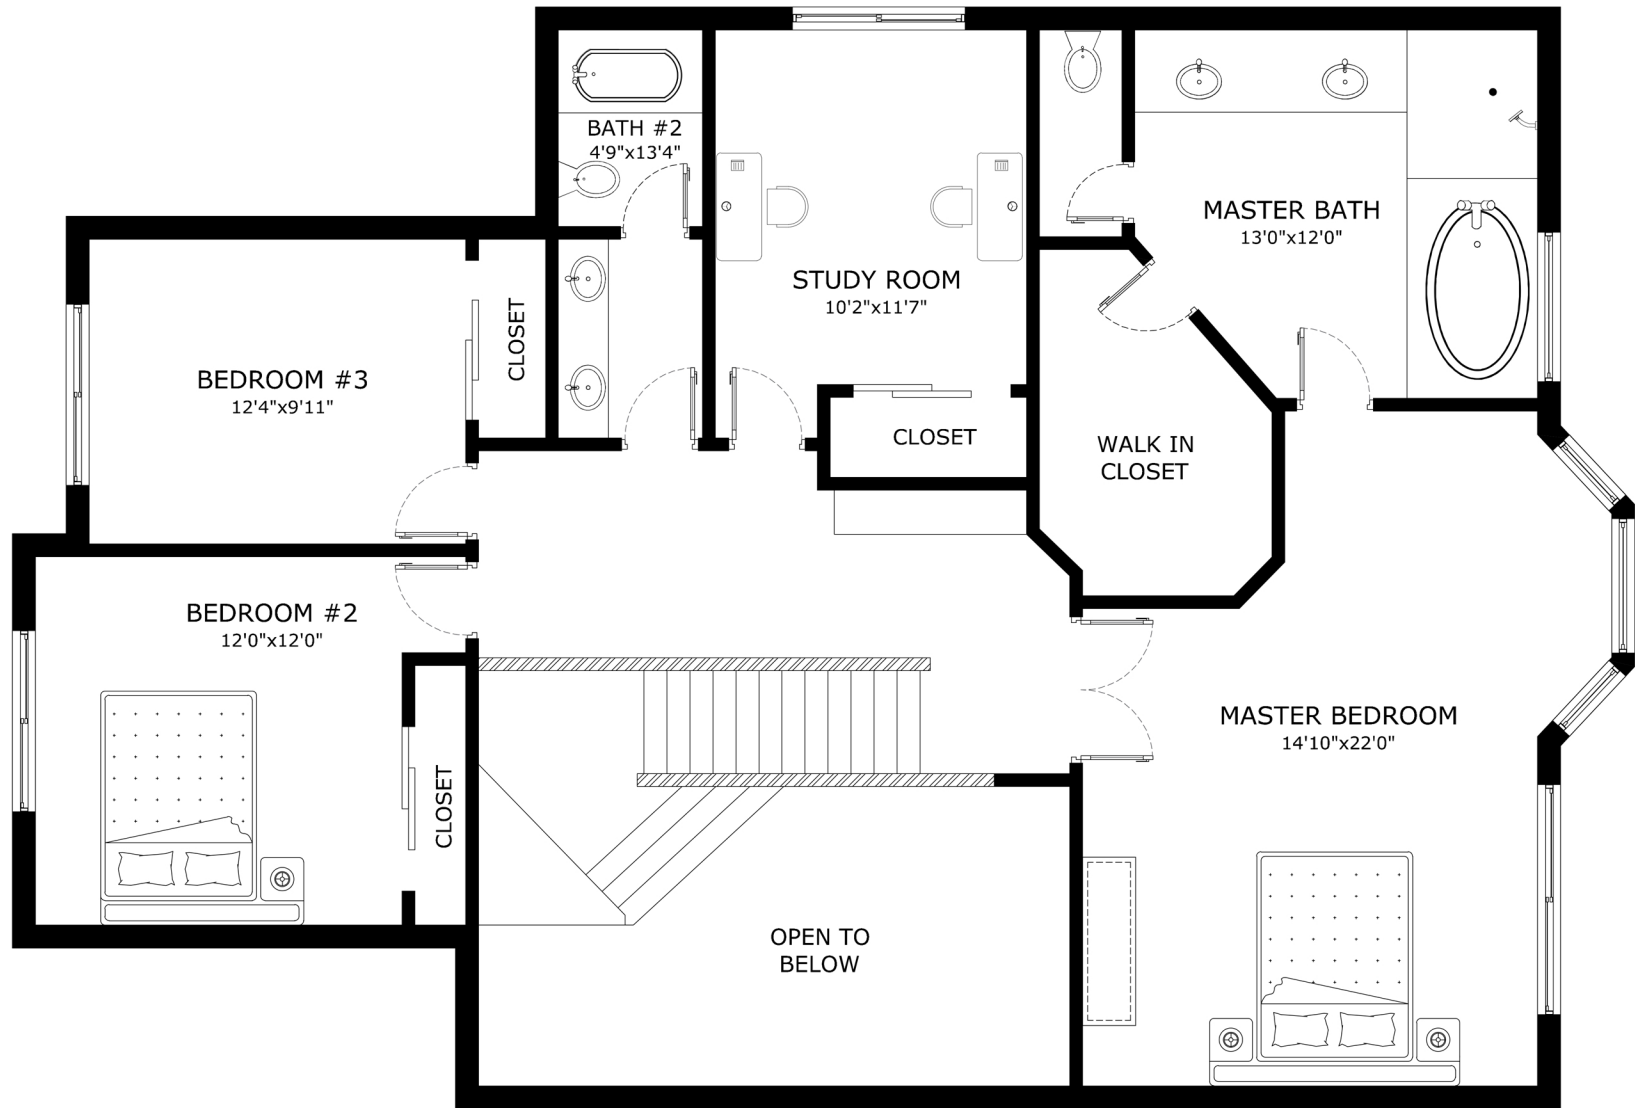 BATH #2
4'9"x13'4"
MASTER BATH
13'0"x12'0"
STUDY ROOM
10'2"x11'7"
CLOSET
BEDROOM #3
12'4"x9'11"
CLOSET
WALK IN
CLOSET
BEDROOM #2
12'0"x12'0"
MASTER BEDROOM
14'10"x22'0"
CLOSET
OPEN TO
BELOW